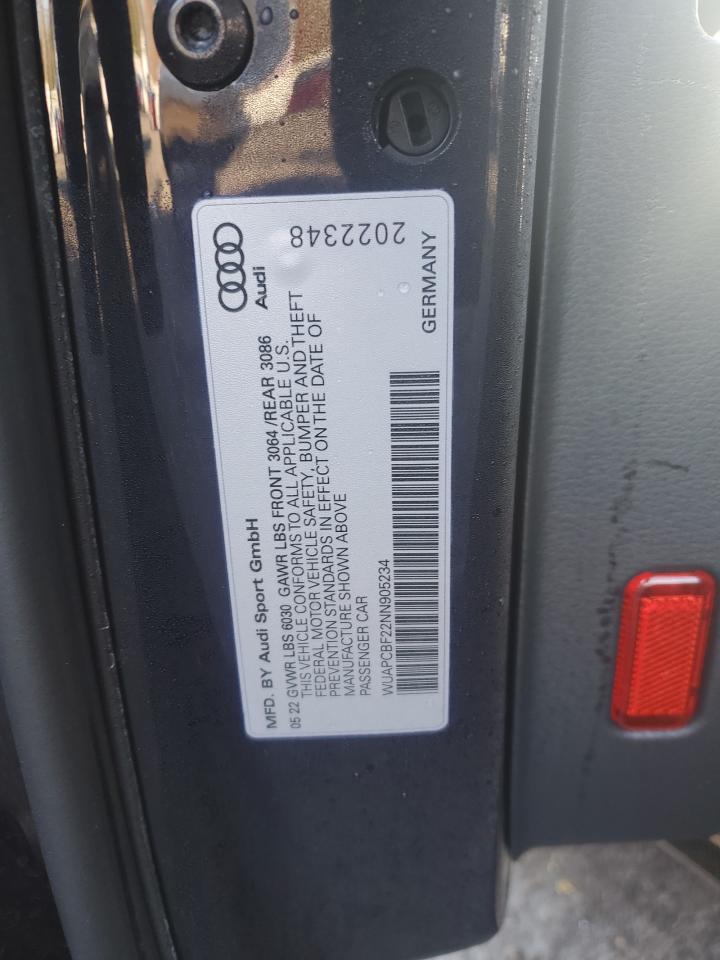 MFD. BY Audi Sport GmbH
05 22 GVWR LBS 6030 GAWR LBS FRONT 3064/REAR 3086
THIS VEHICLE CONFORMS TO ALL APPLICABLE U.S.
FEDERAL MOTOR VEHICLE SAFETY, BUMPER AND THEFT
PREVENTION STANDARDS IN EFFECT ON THE DATE OF
MANUFACTURE SHOWN ABOVE
PASSENGER CAR
WUAPCBF22NN905234
Audi
2022348
GERMANY